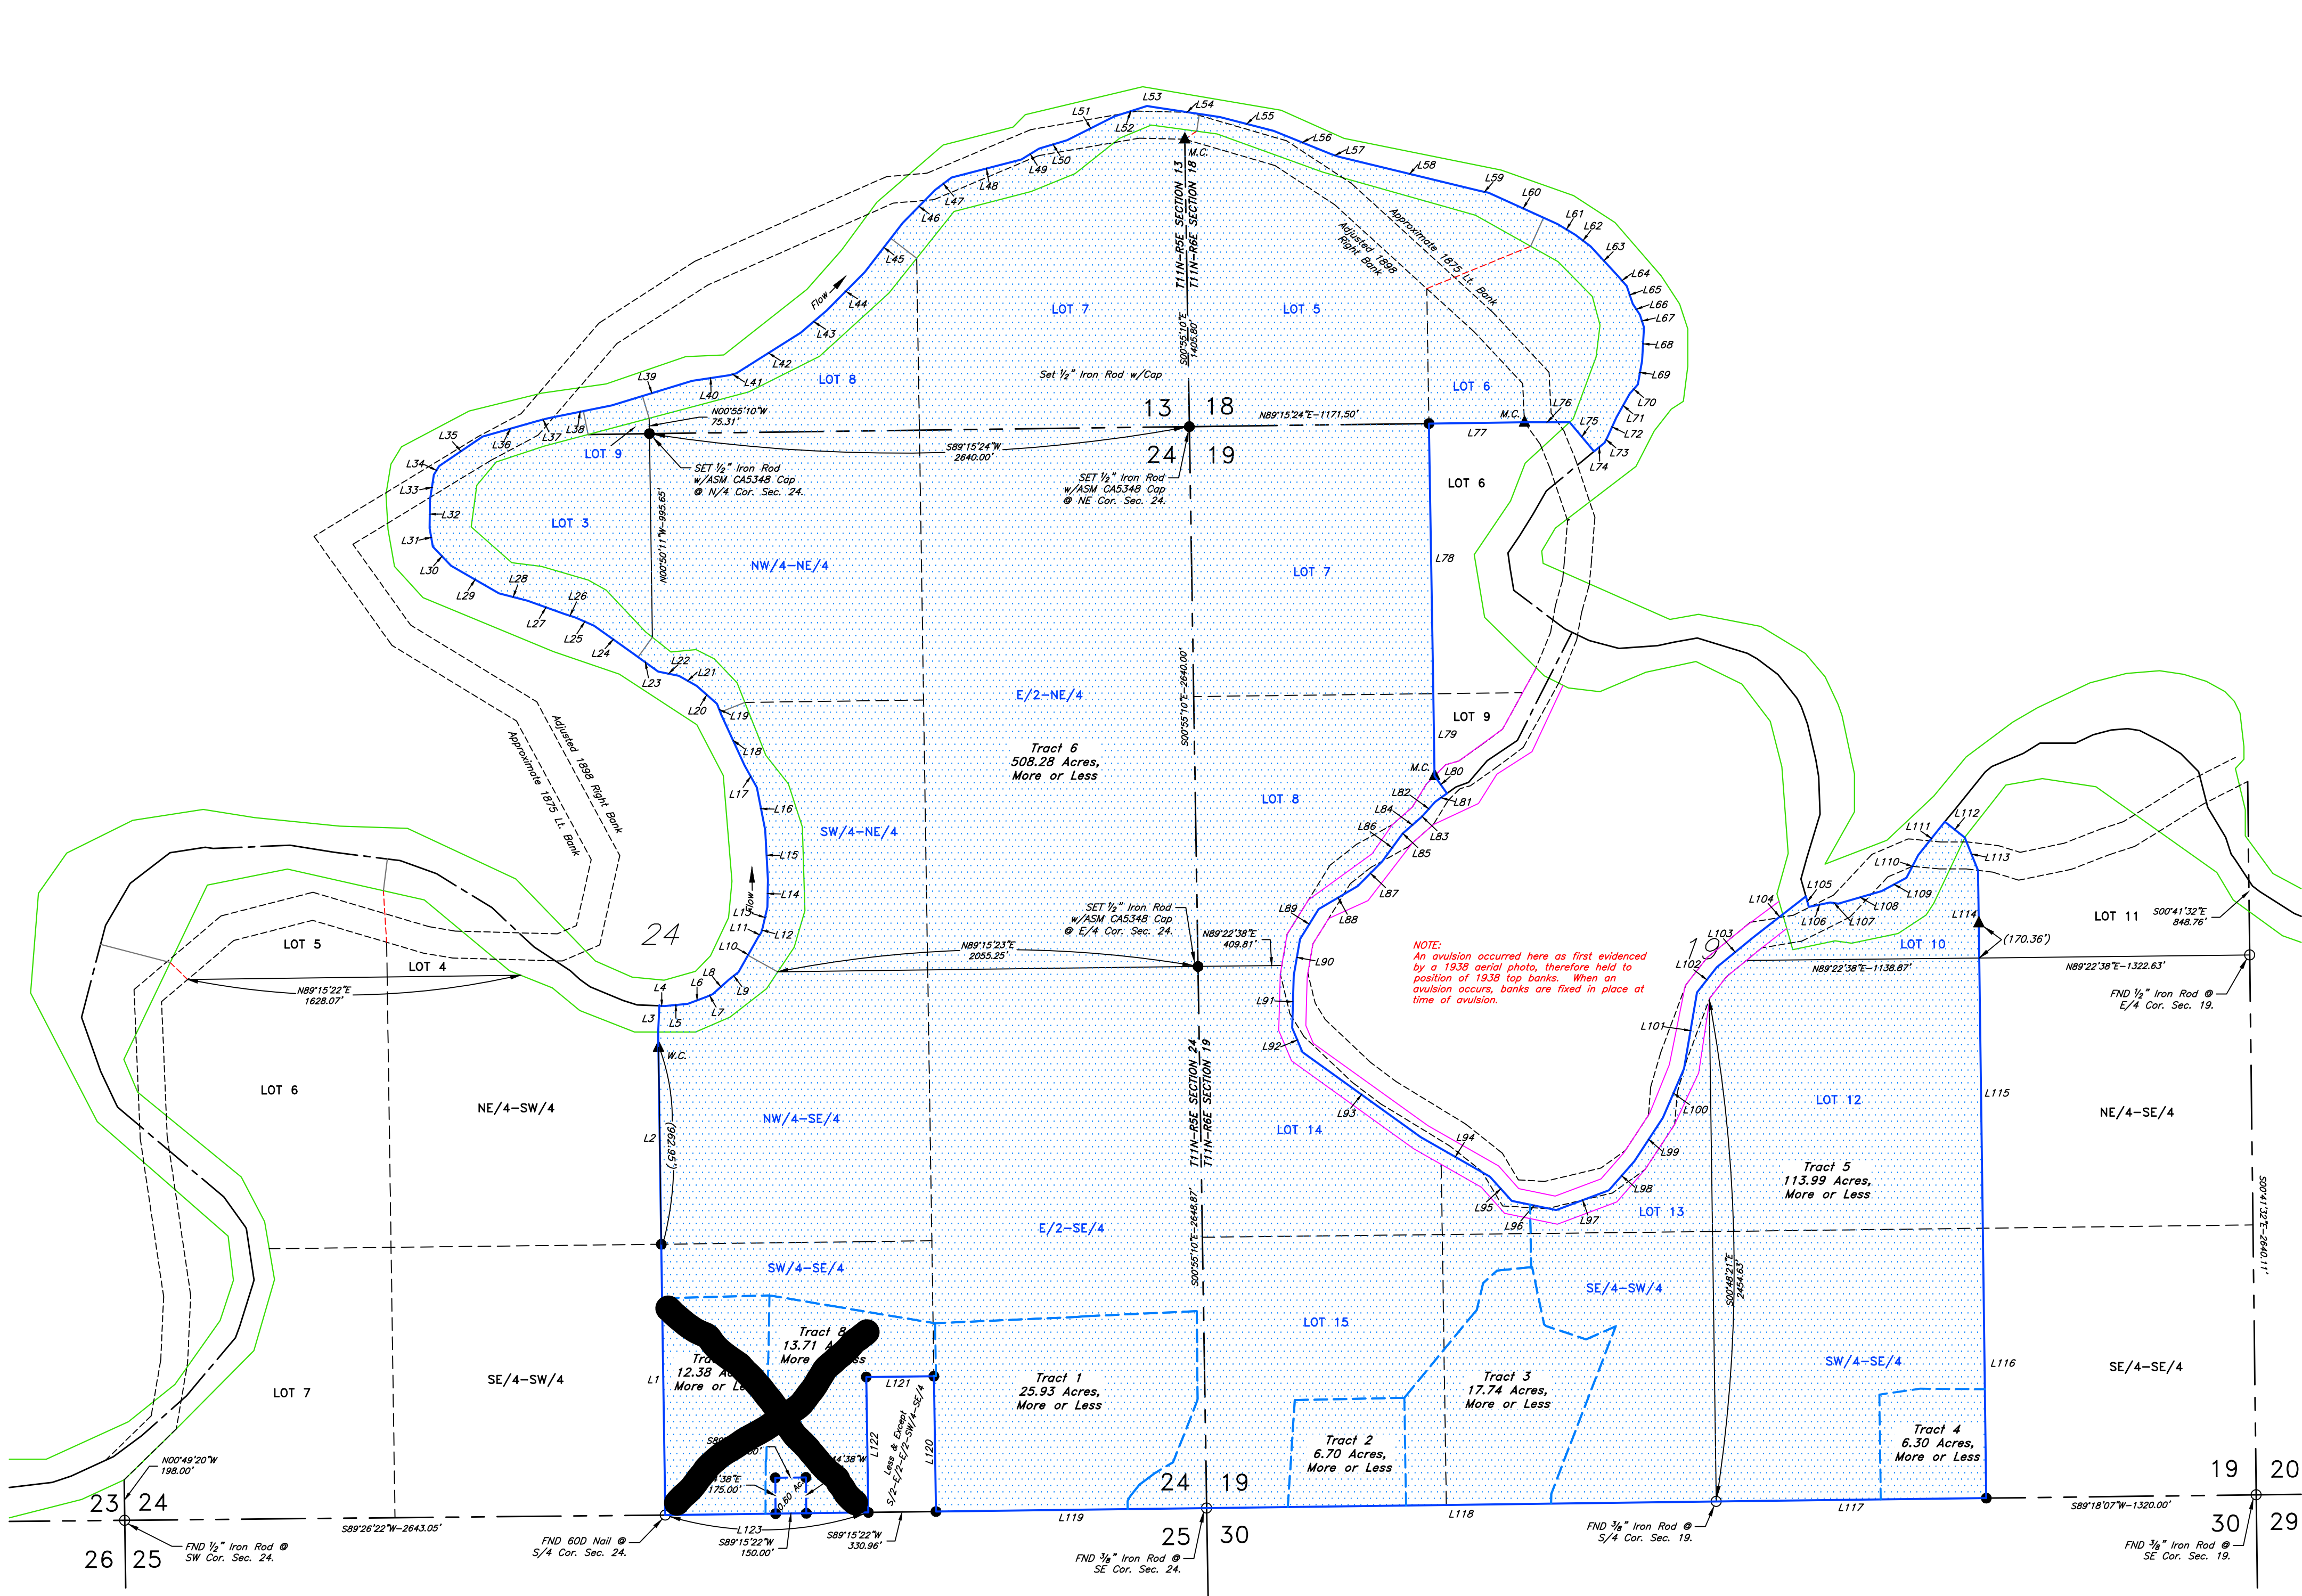 L53
L54
L51
L52
L55
L56
L57
L50
L49
L58
M.C.
L48
L59
L47
L60
L46
L61
L62
L45
L63
T11N-R5E SECTION 13
T11N-R6E SECTION 18
Approximate 1875 Lt. Bank
Adjusted 1898
Right Bank
L64
L65
L66
L67
L68
L69
L70
L71
L72
L73
L74
L75
L76
L77
Flow
L44
L43
L42
L41
L40
L39
L38
L37
L36
L35
L34
L33
L32
L31
L30
L29
L28
L27
L26
L25
L24
L23
L22
L21
L20
L19
L18
L17
L16
L15
L14
L13
L12
L11
L10
L9
L8
L7
L6
L5
L4
L3
LOT 7
LOT 5
LOT 8
LOT 6
S00°55'10"E
1405.80'
Set ½" Iron Rod w/Cap
N00°55'10"W
75.31'
13
18
N89°15'24"E-1171.50'
M.C.
S89°15'24"W
2640.00'
24
19
LOT 9
SET ½" Iron Rod
w/ASM CA5348 Cap
@ N/4 Cor. Sec. 24.
SET ½" Iron Rod
w/ASM CA5348 Cap
@ NE Cor. Sec. 24.
LOT 6
LOT 3
N00°50'11"W-995.65'
NW/4-NE/4
LOT 7
L78
E/2-NE/4
S00°55'10"E-2640.00'
LOT 9
L79
Adjusted 1898 Right Bank
Approximate 1875 Lt. Bank
Tract 6
508.28 Acres,
More or Less
M.C.
L80
L81
L82
L83
L84
L85
L86
L87
L88
L89
L90
L91
L92
L93
L94
L95
L96
L97
L98
L99
L100
L101
L102
L103
L104
L105
L106
L107
L108
L109
L110
L111
L112
L113
L114
LOT 8
SW/4-NE/4
Flow
24
SET ½" Iron Rod
w/ASM CA5348 Cap
@ E/4 Cor. Sec. 24.
N89°15'23"E
2055.25'
N89°22'38"E
409.81'
NOTE:
An avulsion occurred here as first evidenced
by a 1938 aerial photo, therefore held to
position of 1938 top banks. When an
avulsion occurs, banks are fixed in place at
time of avulsion.
19
LOT 10
LOT 11
S00°41'32"E
848.76'
(170.36')
N89°22'38"E-1138.87'
N89°22'38"E-1322.63'
FND ½" Iron Rod @
E/4 Cor. Sec. 19.
LOT 5
LOT 4
N89°15'22"E
1628.07'
W.C.
LOT 6
NE/4-SW/4
L2
(962.95')
NW/4-SE/4
LOT 14
T11N-R5E SECTION 24
T11N-R6E SECTION 19
LOT 12
L115
NE/4-SE/4
Tract 5
113.99 Acres,
More or Less
E/2-SE/4
S00°55'10"E-2648.87'
LOT 13
SW/4-SE/4
SE/4-SW/4
S00°48'21"E
2454.63'
S00°41'32"E-2640.11'
LOT 15
Tract 8
13.71
More
12.38
More or
SW/4-SE/4
L116
SE/4-SE/4
LOT 7
SE/4-SW/4
L1
L121
L122
L120
Less & Except
S/2-E/2-E/2-SW/4-SE/4
Tract 1
25.93 Acres,
More or Less
Tract 3
17.74 Acres,
More or Less
Tract 2
6.70 Acres,
More or Less
Tract 4
6.30 Acres,
More or Less
175.00'
0.60
N00°49'20"W
198.00'
23
24
24
19
19
20
26
25
25
30
30
29
FND ½" Iron Rod @
SW Cor. Sec. 24.
S89°26'22"W-2643.05'
FND 60D Nail @
S/4 Cor. Sec. 24.
L123
S89°15'22"W
150.00'
S89°15'22"W
330.96'
L119
FND ⅜" Iron Rod @
SE Cor. Sec. 24.
L118
FND ⅜" Iron Rod @
S/4 Cor. Sec. 19.
L117
S89°18'07"W-1320.00'
FND ⅜" Iron Rod @
SE Cor. Sec. 19.